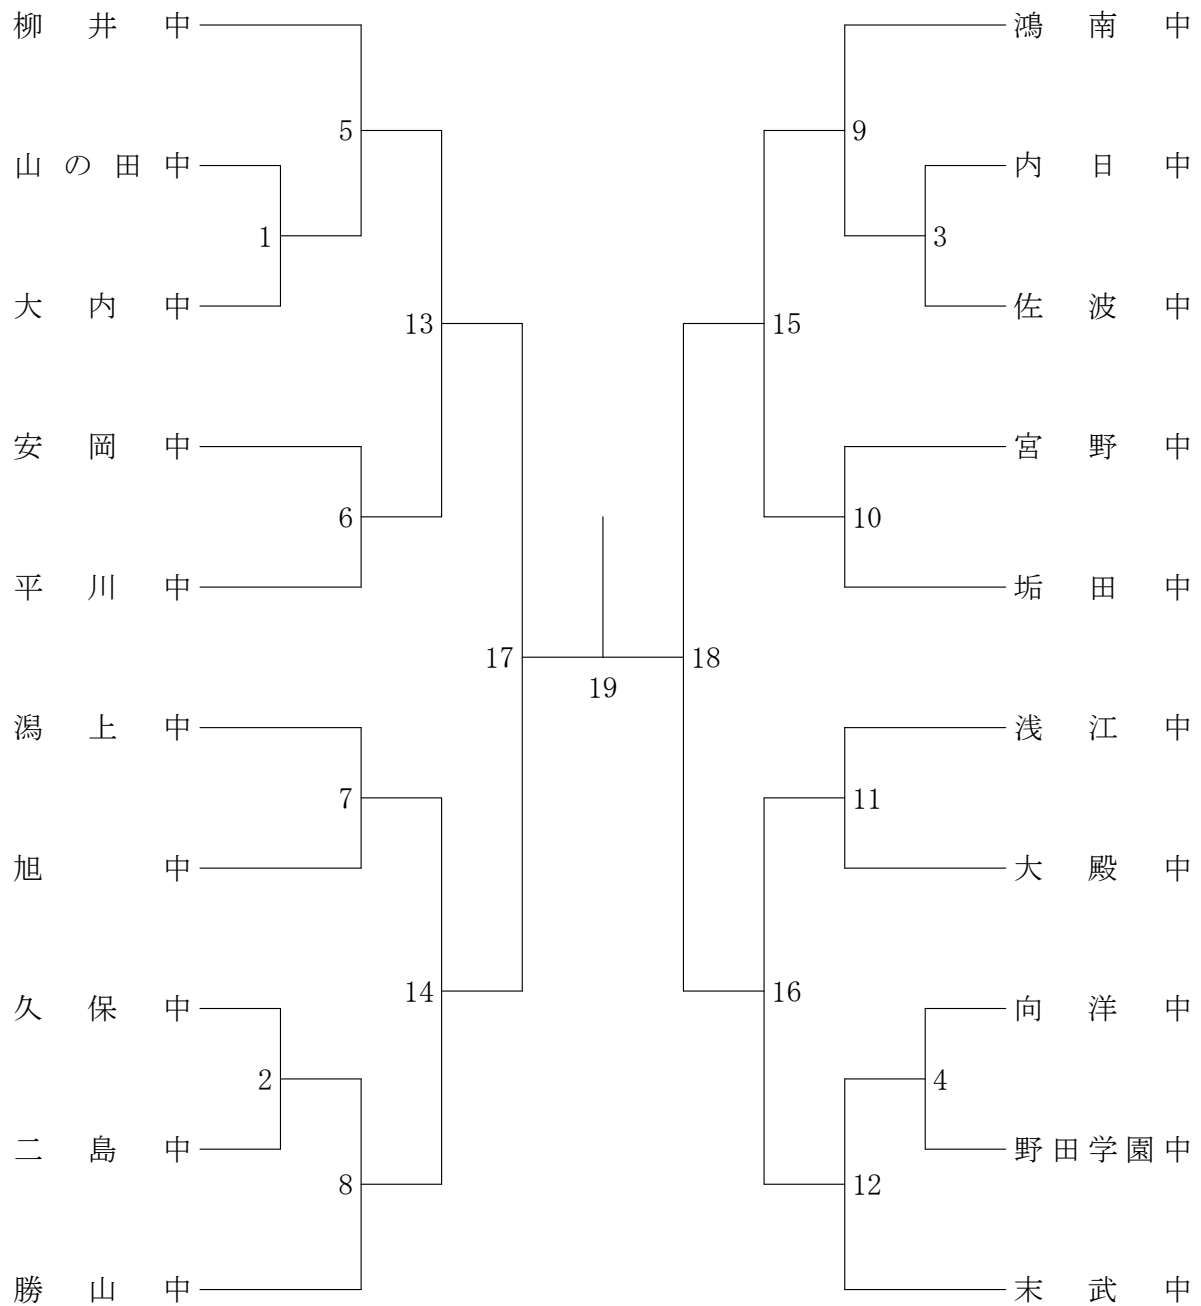 柳井中
鴻南中
5
9
山の田中
内日中
1
3
大内中
佐波中
13
15
安岡中
宮野中
6
10
平川中
垢田中
17
18
19
潟上中
浅江中
7
11
旭中
大殿中
14
16
久保中
向洋中
2
4
二島中
野田学園中
8
12
勝山中
末武中